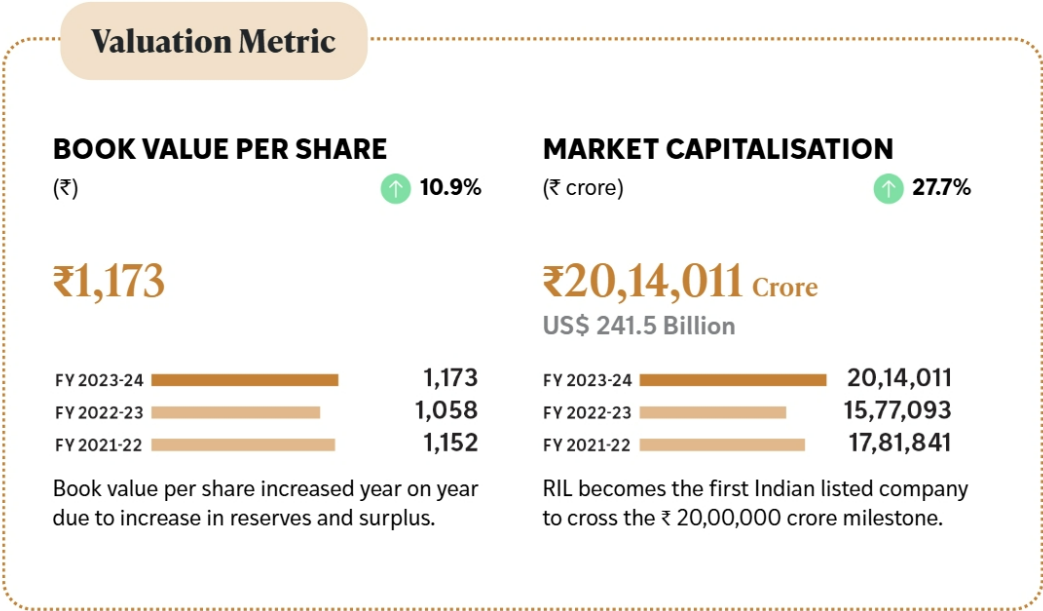 Valuation Metric
BOOK VALUE PER SHARE
(₹)
10.9%
₹1,173
FY 2023-24 1,173
FY 2022-23 1,058
FY 2021-22 1,152
Book value per share increased year on year
due to increase in reserves and surplus.
MARKET CAPITALISATION
(₹ crore)
27.7%
₹20,14,011 Crore
US$ 241.5 Billion
FY 2023-24 20,14,011
FY 2022-23 15,77,093
FY 2021-22 17,81,841
RIL becomes the first Indian listed company
to cross the ₹ 20,00,000 crore milestone.